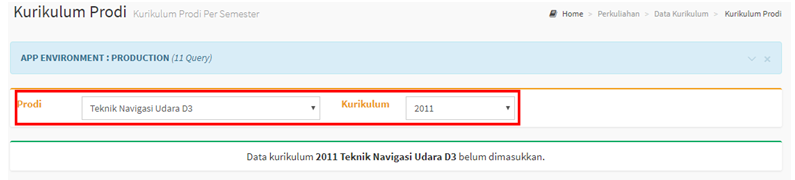 Kurikulum Prodi Kurikulum Prodi Per Semester
Home > Perkuliahan > Data Kurikulum > Kurikulum Prodi
APP ENVIRONMENT : PRODUCTION (11 Query)
Prodi Teknik Navigasi Udara D3 Kurikulum 2011
Data kurikulum 2011 Teknik Navigasi Udara D3 belum dimasukkan.